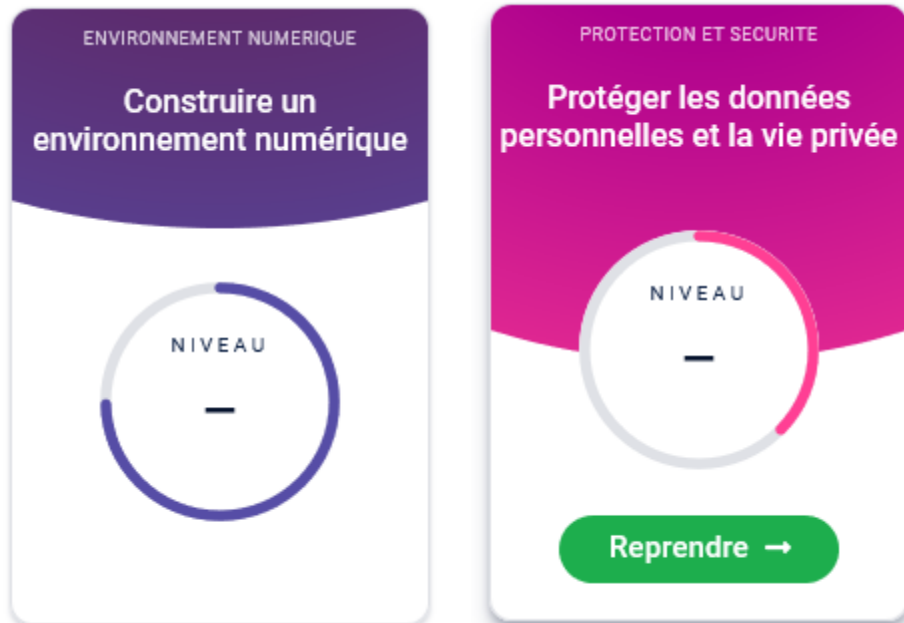 ENVIRONNEMENT NUMERIQUE
Construire un
environnement numérique
NIVEAU
–
PROTECTION ET SECURITE
Protéger les données
personnelles et la vie privée
NIVEAU
–
Reprendre →